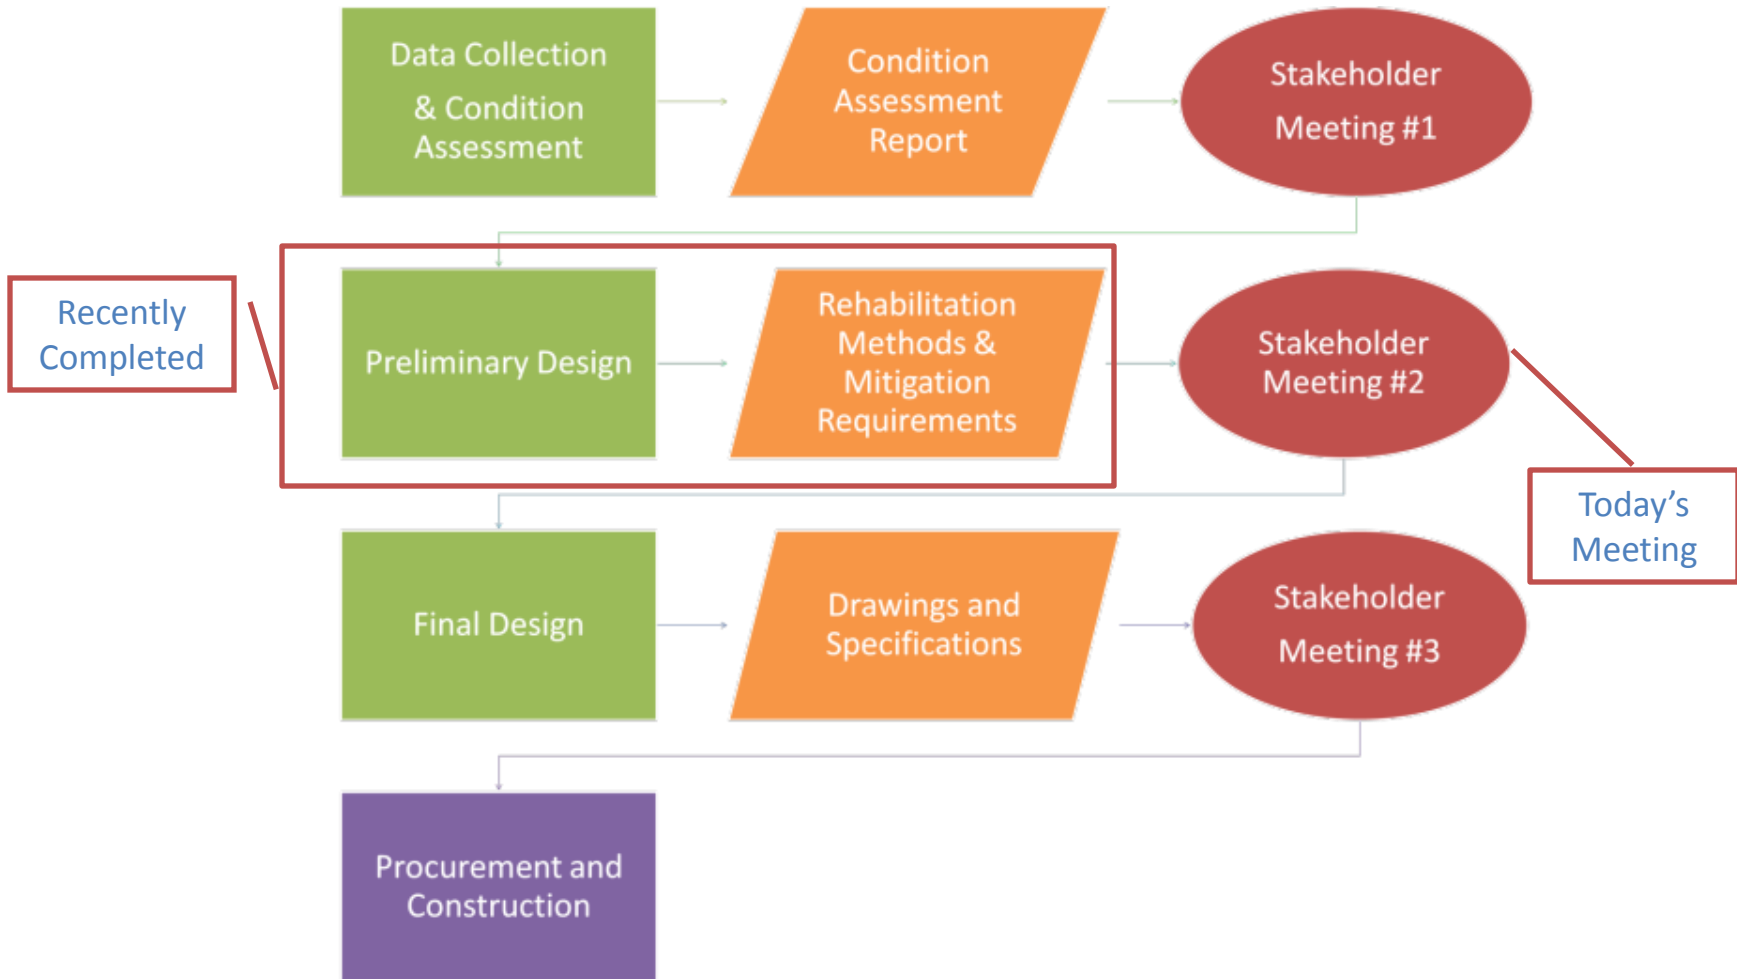 Data Collection
& Condition
Assessment
Condition
Assessment
Report
Stakeholder
Meeting #1
Recently
Completed
Preliminary Design
Rehabilitation
Methods &
Mitigation
Requirements
Stakeholder
Meeting #2
Today’s
Meeting
Final Design
Drawings and
Specifications
Stakeholder
Meeting #3
Procurement and
Construction